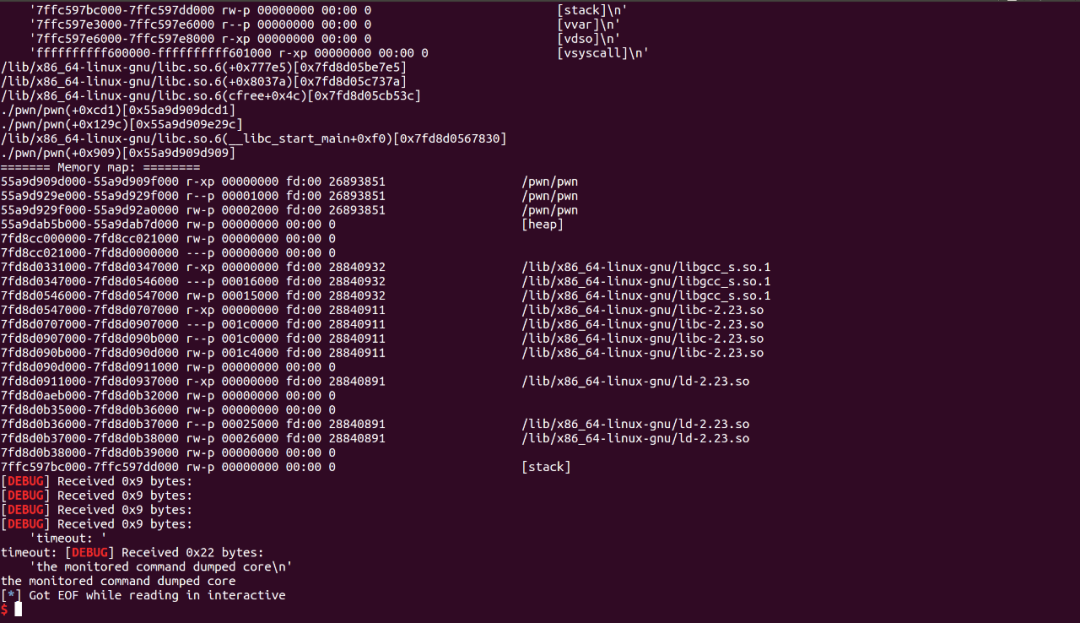 '7ffc597bc000-7ffc597dd000 rw-p 00000000 00:00 0                          [stack]\n'
'7ffc597e3000-7ffc597e6000 r--p 00000000 00:00 0                          [vvar]\n'
'7ffc597e6000-7ffc597e8000 r-xp 00000000 00:00 0                          [vdso]\n'
'ffffffffff600000-ffffffffff601000 r-xp 00000000 00:00 0                  [vsyscall]\n'
/lib/x86_64-linux-gnu/libc.so.6(+0x777e5)[0x7fd8d05be7e5]
/lib/x86_64-linux-gnu/libc.so.6(+0x8037a)[0x7fd8d05c737a]
/lib/x86_64-linux-gnu/libc.so.6(cfree+0x4c)[0x7fd8d05cb53c]
./pwn/pwn(+0xcd1)[0x55a9d909dcd1]
./pwn/pwn(+0x129c)[0x55a9d909e29c]
/lib/x86_64-linux-gnu/libc.so.6(__libc_start_main+0xf0)[0x7fd8d0567830]
./pwn/pwn(+0x909)[0x55a9d909d909]
======= Memory map: ========
55a9d909d000-55a9d909f000 r-xp 00000000 fd:00 26893851                   /pwn/pwn
55a9d929e000-55a9d929f000 r--p 00001000 fd:00 26893851                   /pwn/pwn
55a9d929f000-55a9d92a0000 rw-p 00002000 fd:00 26893851                   /pwn/pwn
55a9dab5b000-55a9dab7d000 rw-p 00000000 00:00 0                          [heap]
7fd8cc000000-7fd8cc021000 rw-p 00000000 00:00 0
7fd8cc021000-7fd8d0000000 ---p 00000000 00:00 0
7fd8d0331000-7fd8d0347000 r-xp 00000000 fd:00 28840932                   /lib/x86_64-linux-gnu/libgcc_s.so.1
7fd8d0347000-7fd8d0546000 ---p 00016000 fd:00 28840932                   /lib/x86_64-linux-gnu/libgcc_s.so.1
7fd8d0546000-7fd8d0547000 rw-p 00015000 fd:00 28840932                   /lib/x86_64-linux-gnu/libgcc_s.so.1
7fd8d0547000-7fd8d0707000 r-xp 00000000 fd:00 28840911                   /lib/x86_64-linux-gnu/libc-2.23.so
7fd8d0707000-7fd8d0907000 ---p 001c0000 fd:00 28840911                   /lib/x86_64-linux-gnu/libc-2.23.so
7fd8d0907000-7fd8d090b000 r--p 001c0000 fd:00 28840911                   /lib/x86_64-linux-gnu/libc-2.23.so
7fd8d090b000-7fd8d090d000 rw-p 001c4000 fd:00 28840911                   /lib/x86_64-linux-gnu/libc-2.23.so
7fd8d090d000-7fd8d0911000 rw-p 00000000 00:00 0
7fd8d0911000-7fd8d0937000 r-xp 00000000 fd:00 28840891                   /lib/x86_64-linux-gnu/ld-2.23.so
7fd8d0aeb000-7fd8d0b32000 rw-p 00000000 00:00 0
7fd8d0b35000-7fd8d0b36000 rw-p 00000000 00:00 0
7fd8d0b36000-7fd8d0b37000 r--p 00025000 fd:00 28840891                   /lib/x86_64-linux-gnu/ld-2.23.so
7fd8d0b37000-7fd8d0b38000 rw-p 00026000 fd:00 28840891                   /lib/x86_64-linux-gnu/ld-2.23.so
7fd8d0b38000-7fd8d0b39000 rw-p 00000000 00:00 0
7ffc597bc000-7ffc597dd000 rw-p 00000000 00:00 0                          [stack]
[DEBUG] Received 0x9 bytes:
[DEBUG] Received 0x9 bytes:
[DEBUG] Received 0x9 bytes:
[DEBUG] Received 0x9 bytes:
'timeout: '
timeout: [DEBUG] Received 0x22 bytes:
'the monitored command dumped core\n'
the monitored command dumped core
[*] Got EOF while reading in interactive
$